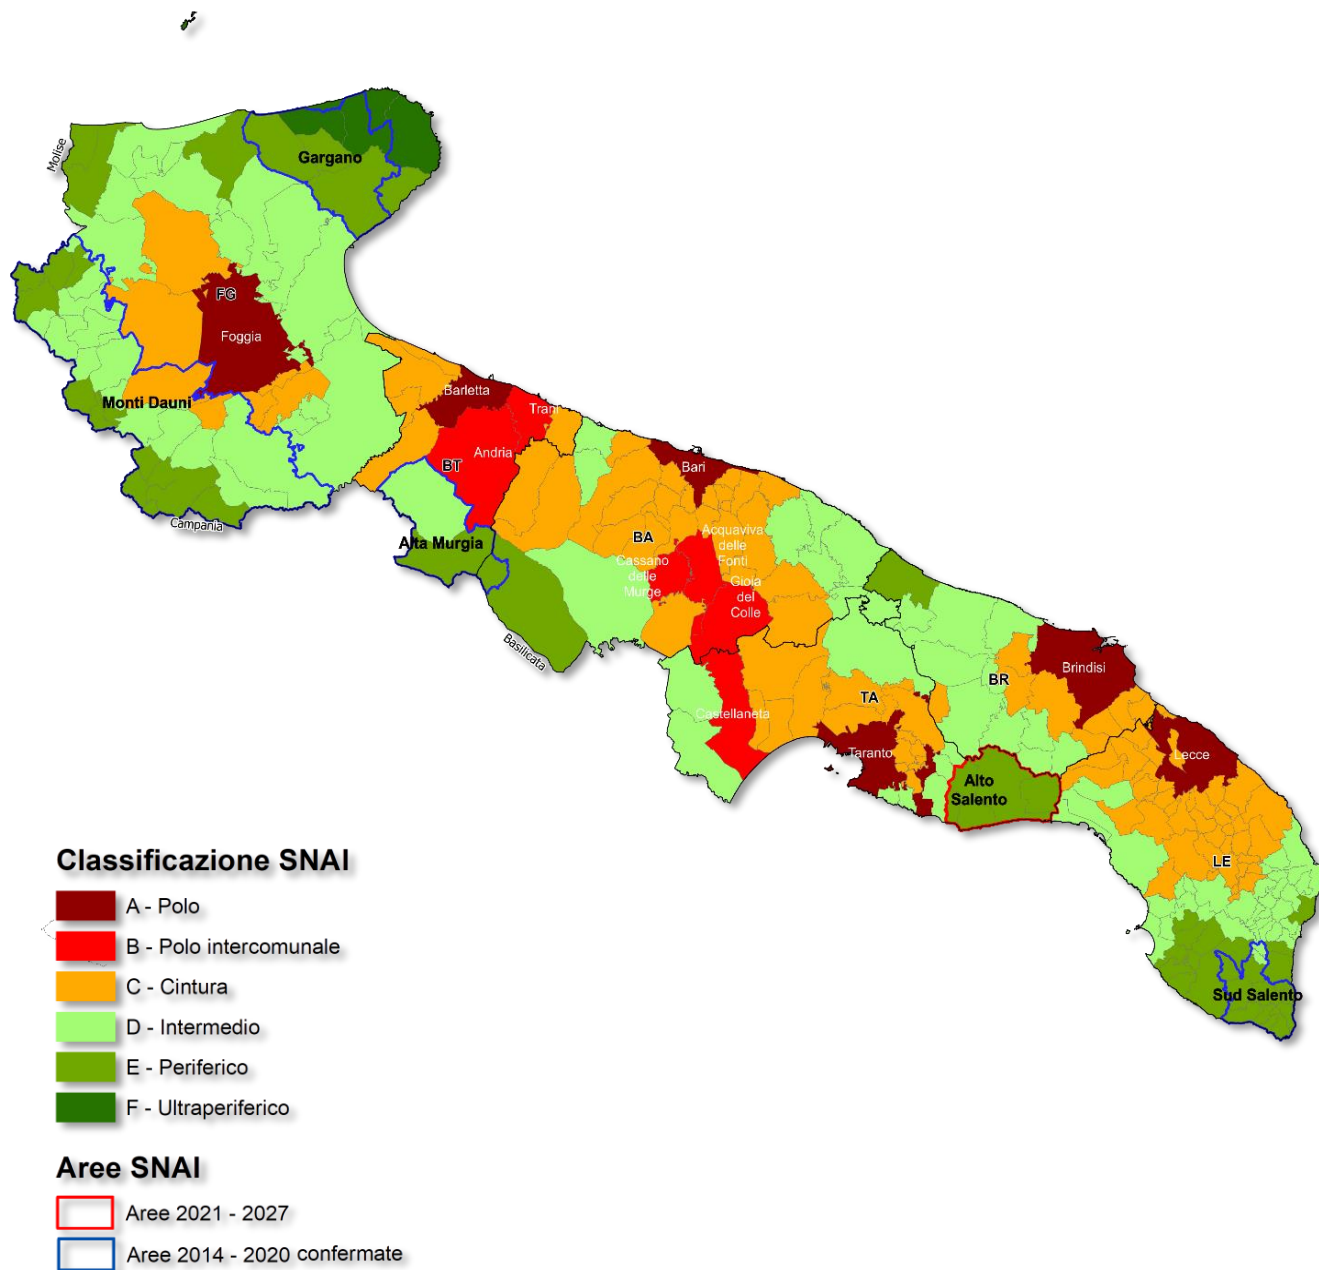 Molise
Gargano
FG
Foggia
Monti Dauni
Campania
Barletta
Trani
Andria
BT
Bari
Alta Murgia
BA
Acquaviva
delle
Fonti
Cassano
delle
Murge
Gioia
del
Colle
Basilicata
Castellaneta
TA
Taranto
BR
Brindisi
Lecce
Alto
Salento
LE
Sud Salento
Classificazione SNAI
A - Polo
B - Polo intercomunale
C - Cintura
D - Intermedio
E - Periferico
F - Ultraperiferico
Aree SNAI
Aree 2021 - 2027
Aree 2014 - 2020 confermate